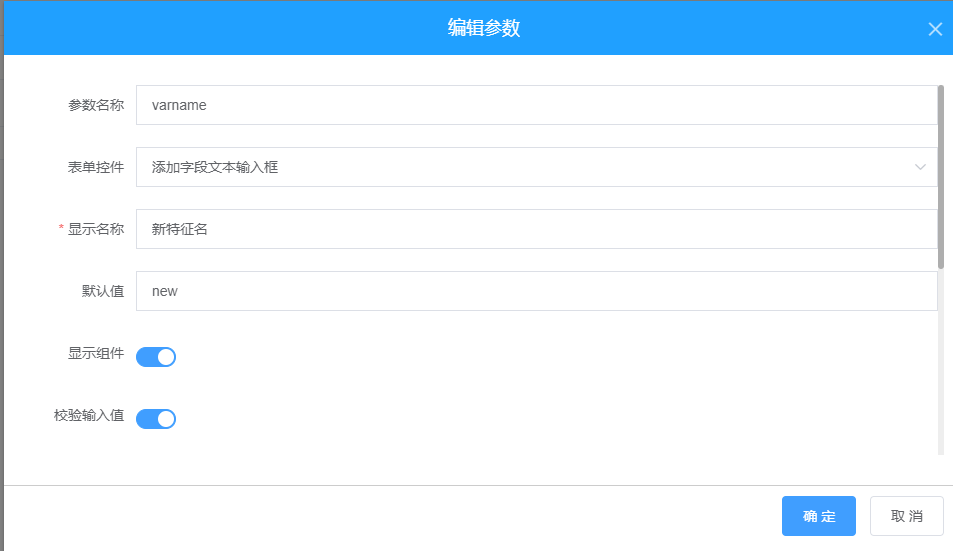 编辑参数
参数名称 varname
表单控件 添加字段文本输入框
* 显示名称 新特征名
默认值 new
显示组件
校验输入值
确 定 取 消